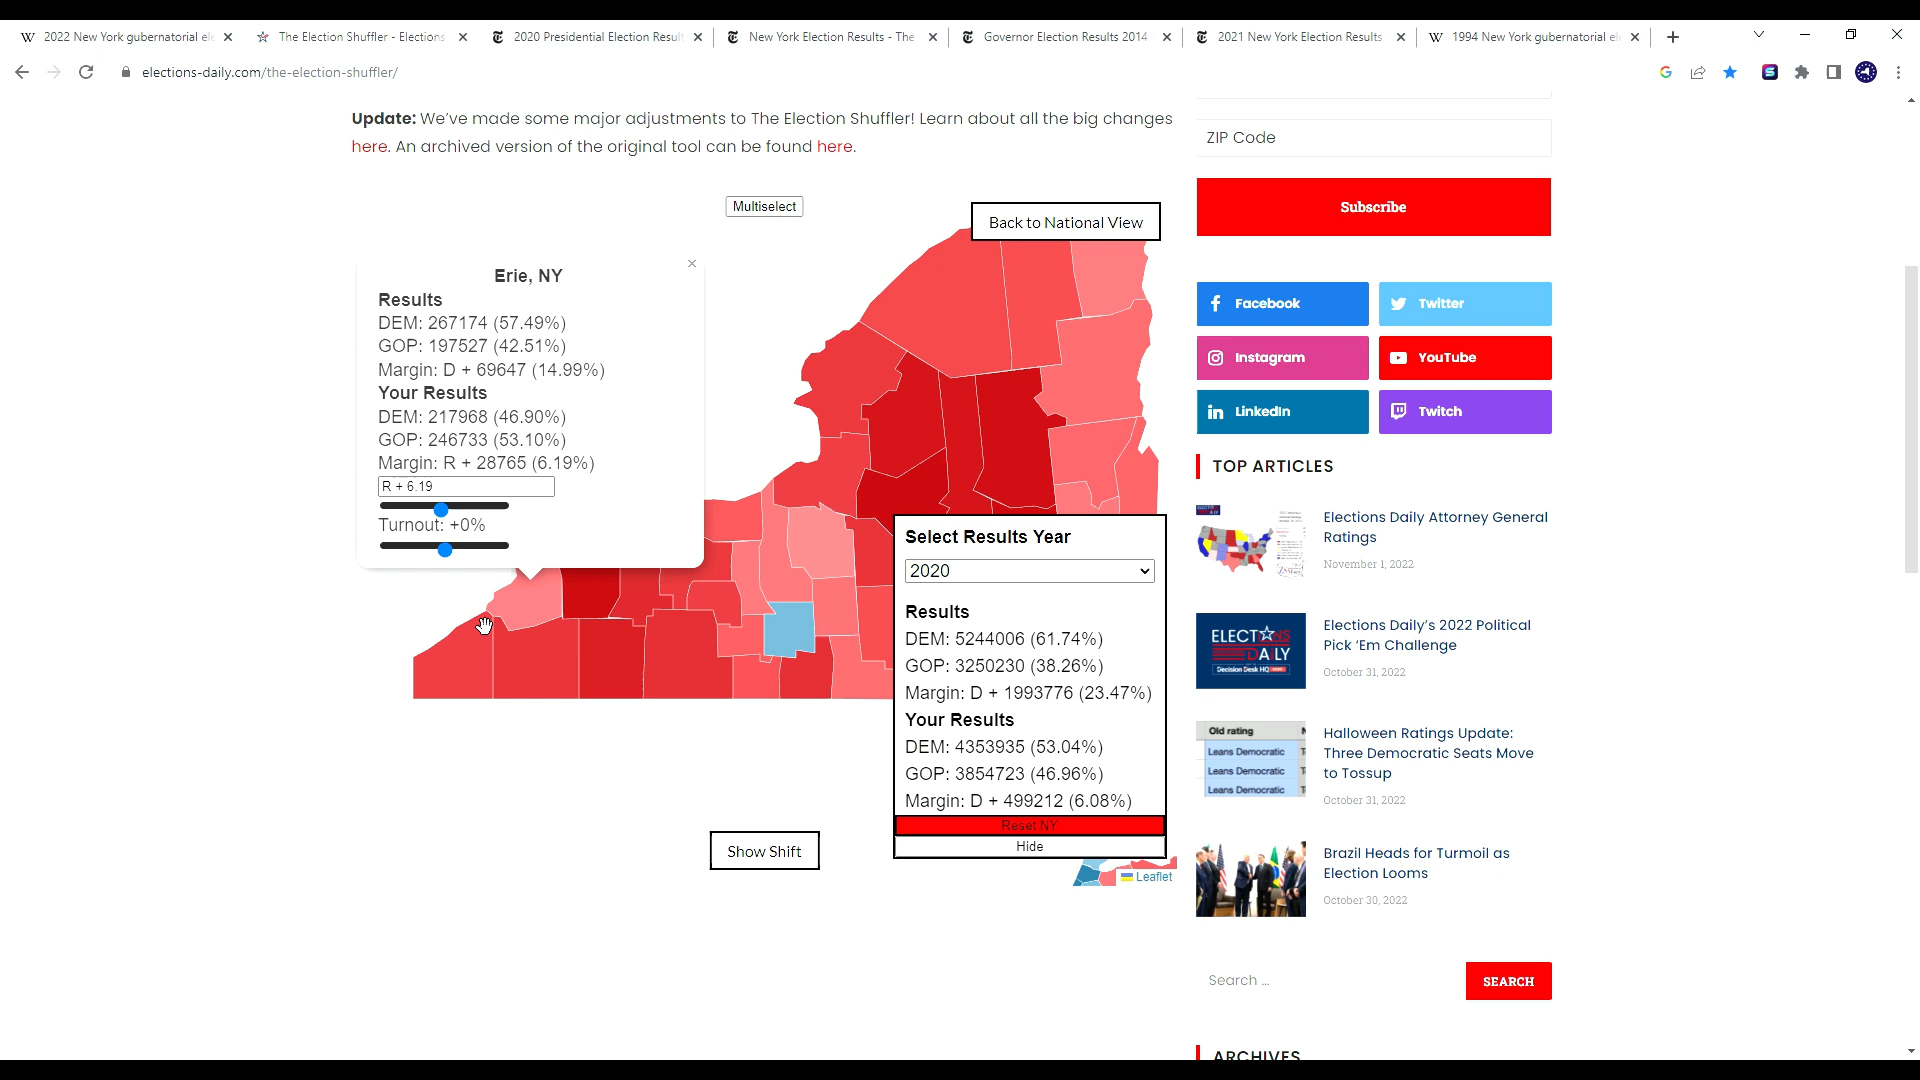 2022 New York gubernatorial el
The Election Shuffler - Elections
2020 Presidential Election Result
New York Election Results - The
Governor Election Results 2014 -
2021 New York Election Results
1994 New York gubernatorial el
elections-daily.com/the-election-shuffler/
Update: We've made some major adjustments to The Election Shuffler! Learn about all the big changes
here. An archived version of the original tool can be found here.
Multiselect
Back to National View
Erie, NY
Results
DEM: 267174 (57.49%)
GOP: 197527 (42.51%)
Margin: D + 69647 (14.99%)
Your Results
DEM: 217968 (46.90%)
GOP: 246733 (53.10%)
Margin: R + 28765 (6.19%)
R + 6.19
Turnout: +0%
Select Results Year
2020
Results
DEM: 5244006 (61.74%)
GOP: 3250230 (38.26%)
Margin: D + 1993776 (23.47%)
Your Results
DEM: 4353935 (53.04%)
GOP: 3854723 (46.96%)
Margin: D + 499212 (6.08%)
Reset NY
Hide
Show Shift
Leaflet
ZIP Code
Subscribe
Facebook
Twitter
Instagram
YouTube
LinkedIn
Twitch
TOP ARTICLES
Elections Daily Attorney General
Ratings
November 1, 2022
ELECTIONS
DAILY
Decision Desk HQ
Elections Daily's 2022 Political
Pick 'Em Challenge
October 31, 2022
Old rating
Leans Democratic
Leans Democratic
Leans Democratic
Halloween Ratings Update:
Three Democratic Seats Move
to Tossup
October 31, 2022
Brazil Heads for Turmoil as
Election Looms
October 30, 2022
Search ...
SEARCH
ARCHIVES